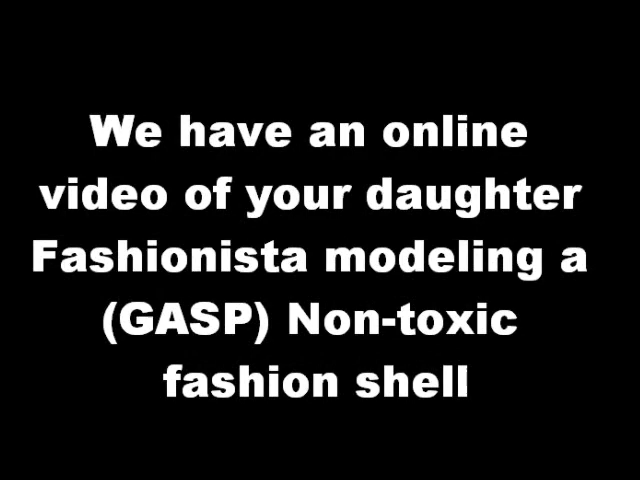 We have an online
video of your daughter
Fashionista modeling a
(GASP) Non-toxic
fashion shell